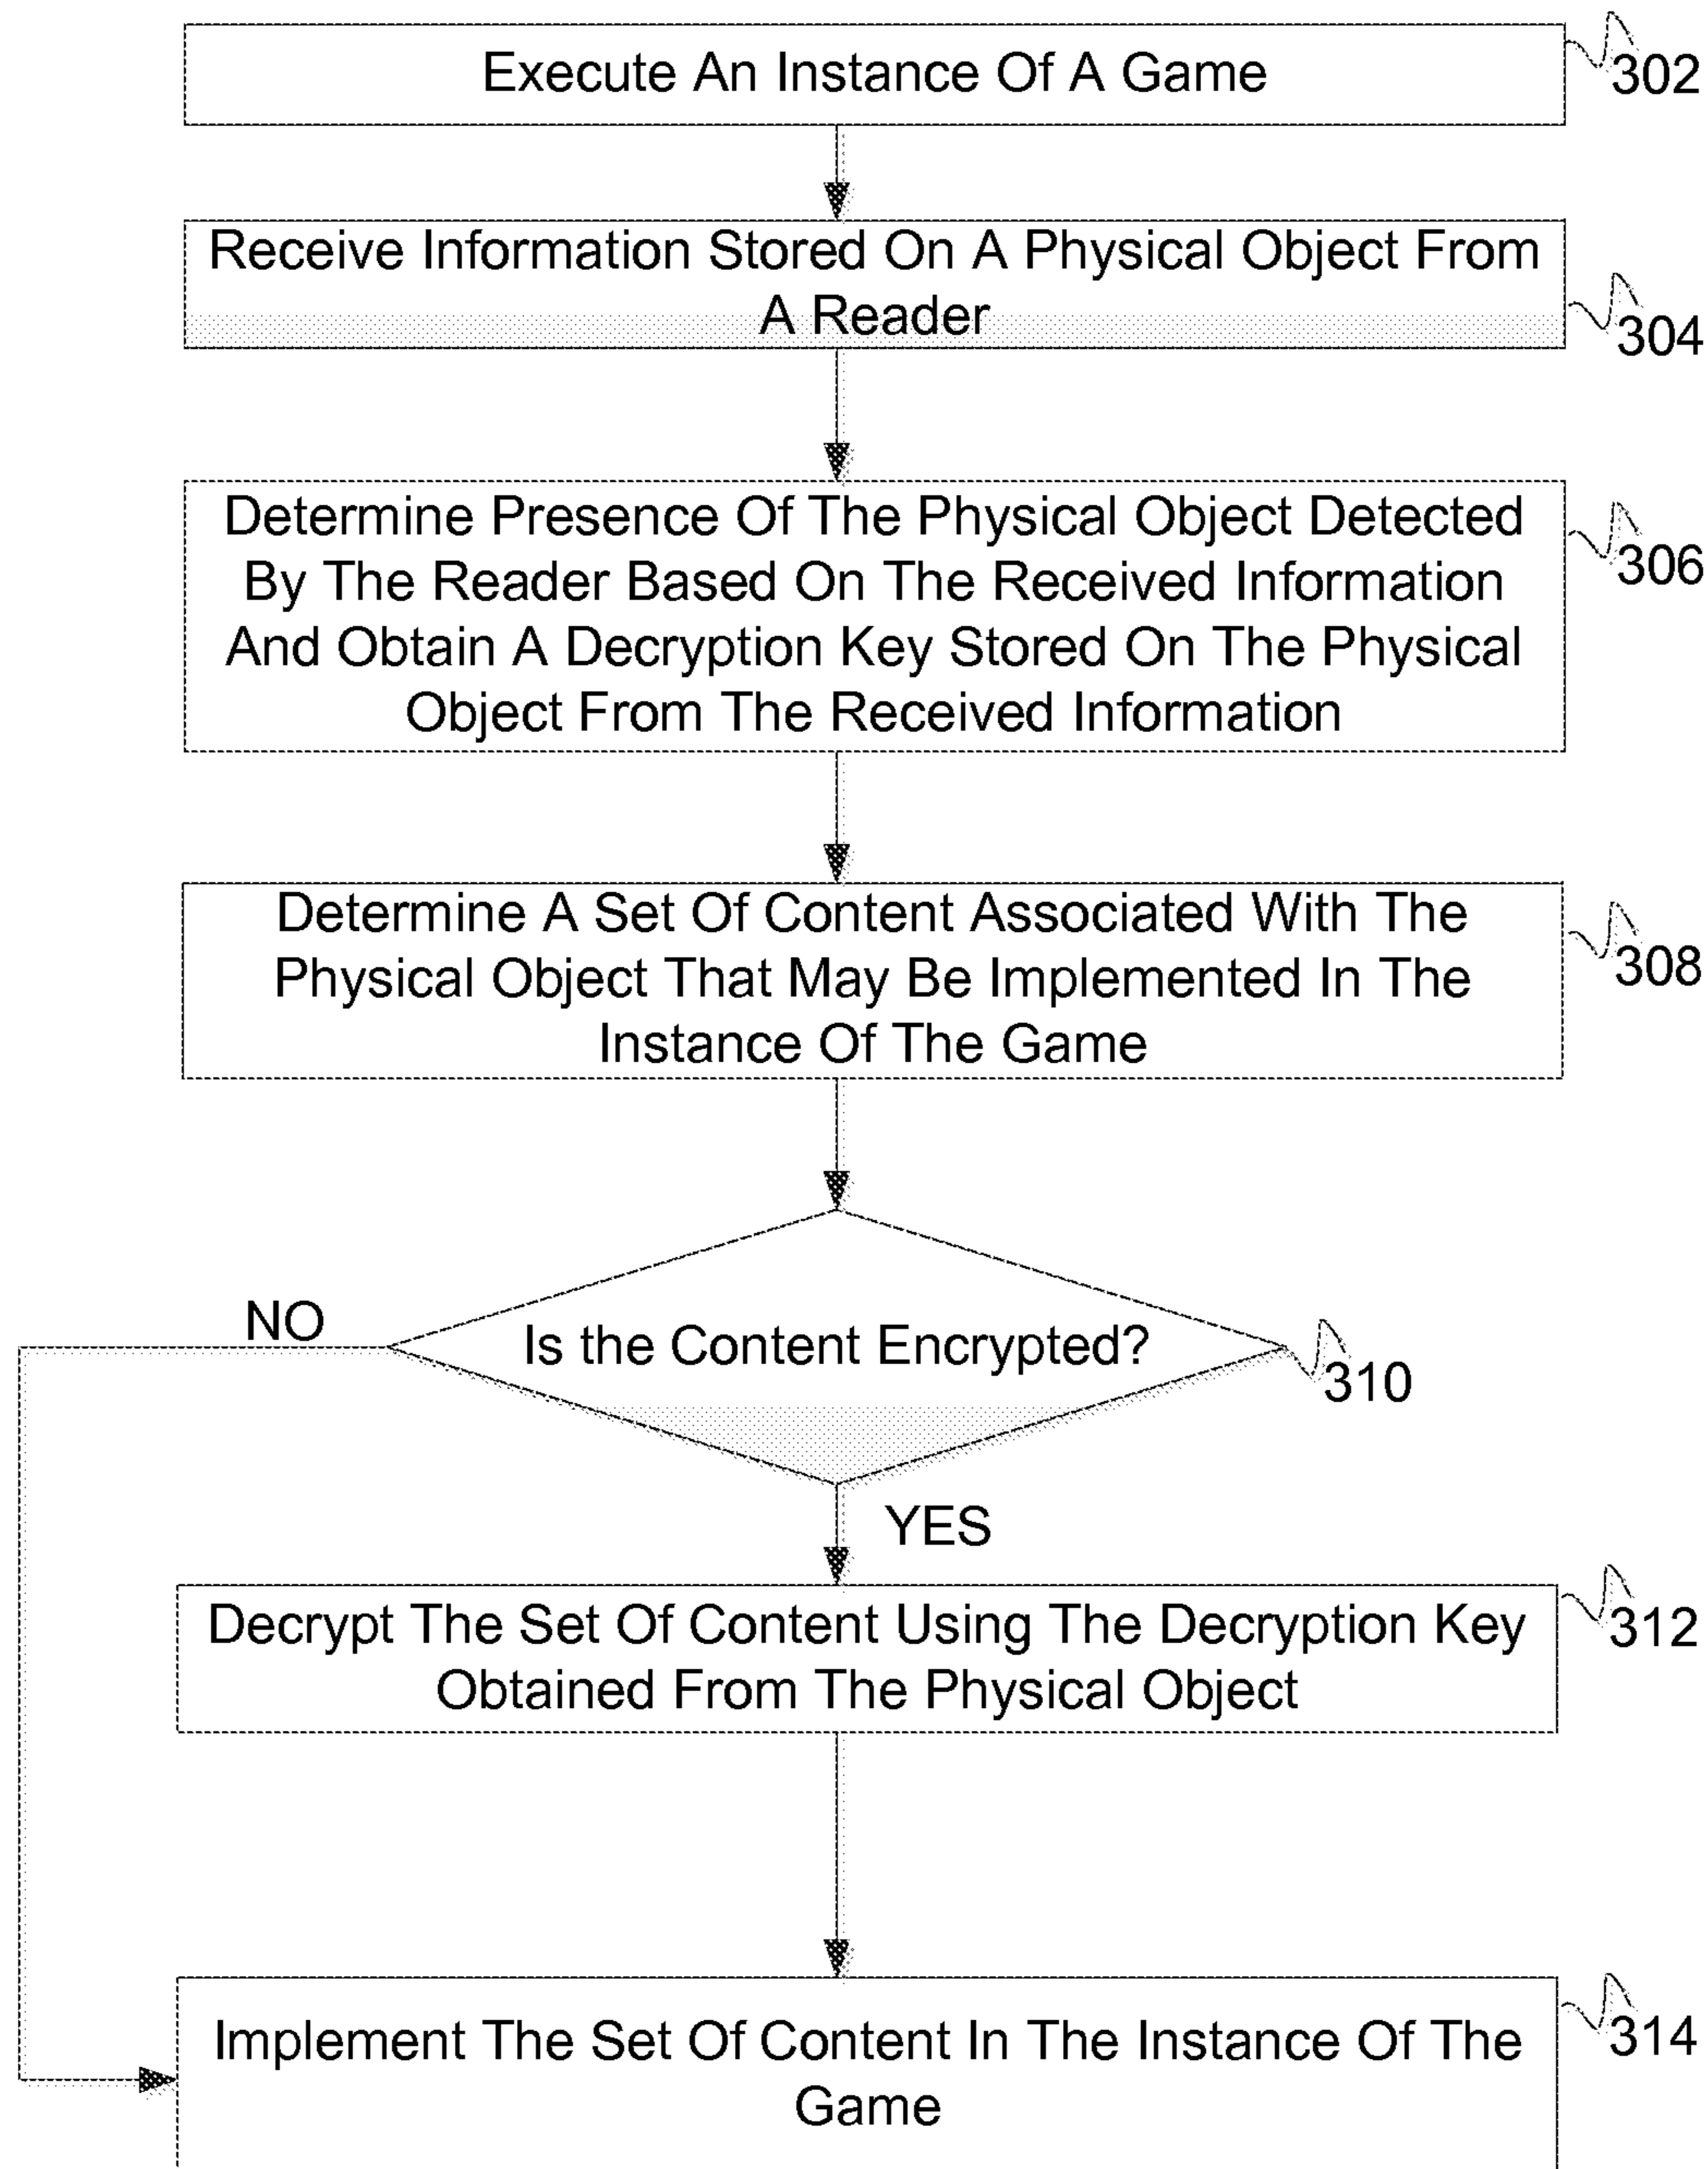 Execute An Instance Of A Game
302
Receive Information Stored On A Physical Object From
A Reader
304
Determine Presence Of The Physical Object Detected
By The Reader Based On The Received Information
And Obtain A Decryption Key Stored On The Physical
Object From The Received Information
306
Determine A Set Of Content Associated With The
Physical Object That May Be Implemented In The
Instance Of The Game
308
NO
Is the Content Encrypted?
310
YES
Decrypt The Set Of Content Using The Decryption Key
Obtained From The Physical Object
312
Implement The Set Of Content In The Instance Of The
Game
314